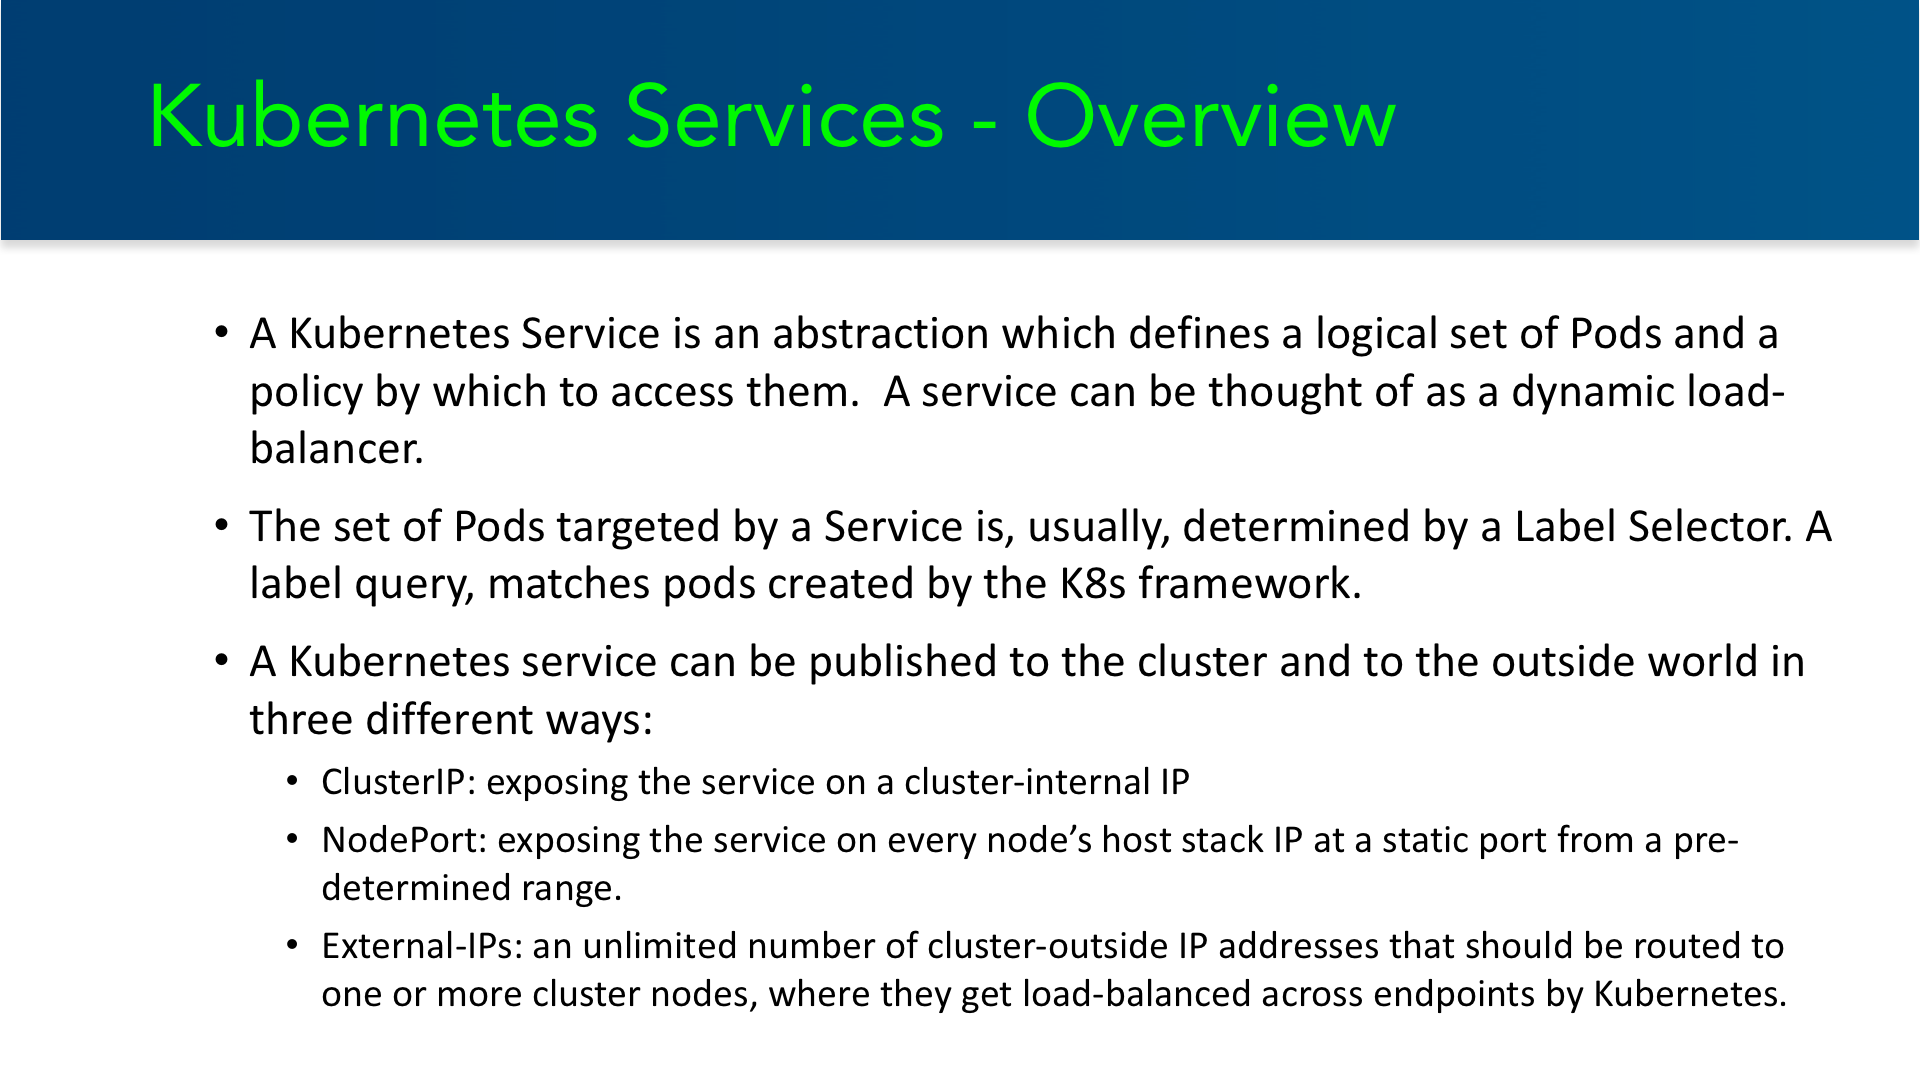 Kubernetes Services - Overview
• A Kubernetes Service is an abstraction which defines a logical set of Pods and a
policy by which to access them.  A service can be thought of as a dynamic load-
balancer.
• The set of Pods targeted by a Service is, usually, determined by a Label Selector. A
label query, matches pods created by the K8s framework.
• A Kubernetes service can be published to the cluster and to the outside world in
three different ways:
• ClusterIP: exposing the service on a cluster-internal IP
• NodePort: exposing the service on every node’s host stack IP at a static port from a pre-
determined range.
• External-IPs: an unlimited number of cluster-outside IP addresses that should be routed to
one or more cluster nodes, where they get load-balanced across endpoints by Kubernetes.